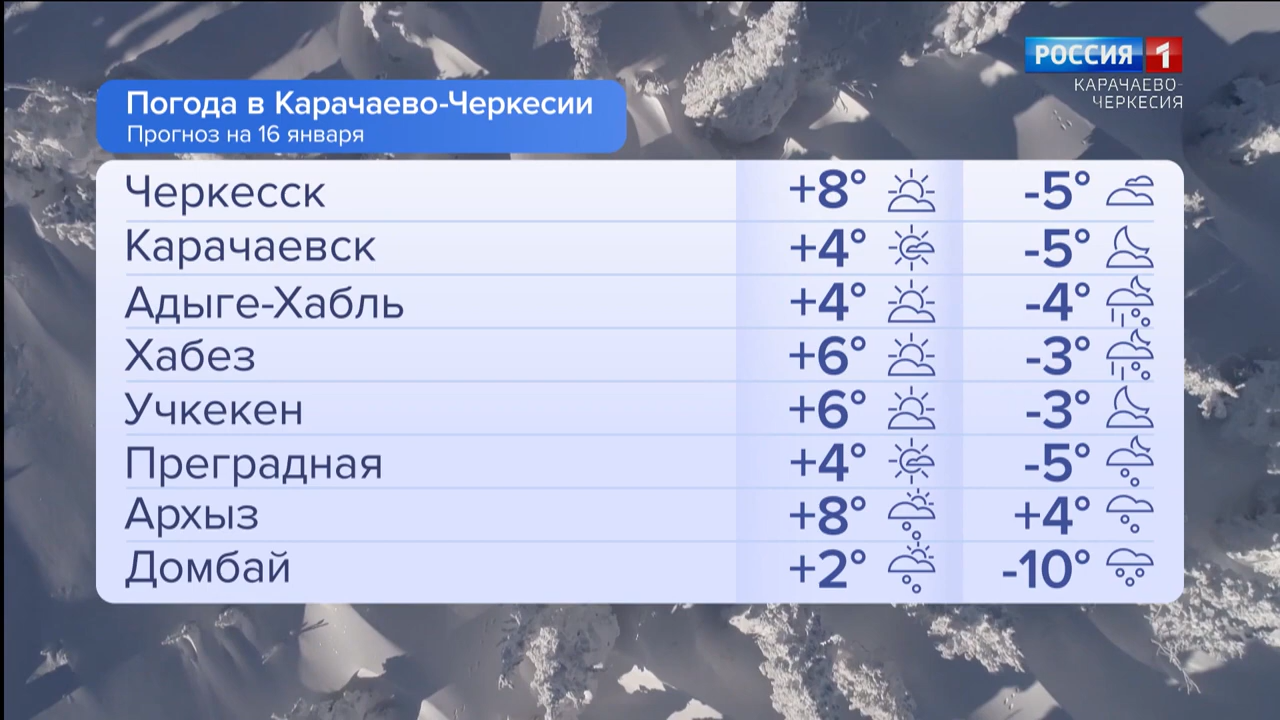 РОССИЯ 1
КАРАЧАЕВО-
ЧЕРКЕСИЯ
Погода в Карачаево-Черкесии
Прогноз на 16 января
Черкесск +8° -5°
Карачаевск +4° -5°
Адыге-Хабль +4° -4°
Хабез +6° -3°
Учкекен +6° -3°
Преградная +4° -5°
Архыз +8° +4°
Домбай +2° -10°